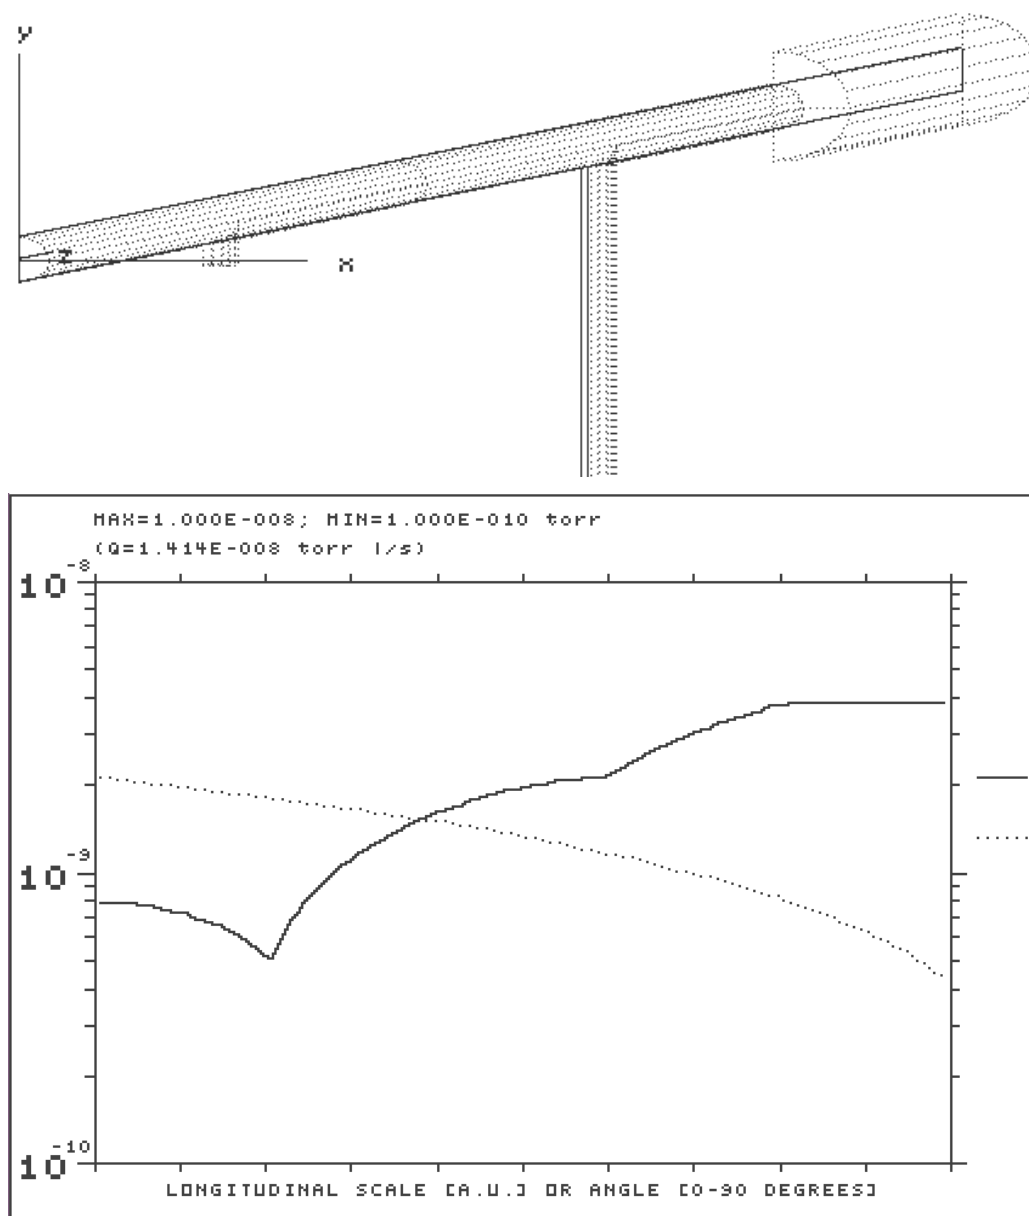 y
z
x
MAX=1.000E-008; MIN=1.000E-010 torr
(Q=1.414E-008 torr l/s)
10-8
10-9
10-10
LONGITUDINAL SCALE [A.U.] OR ANGLE [0-90 DEGREES]